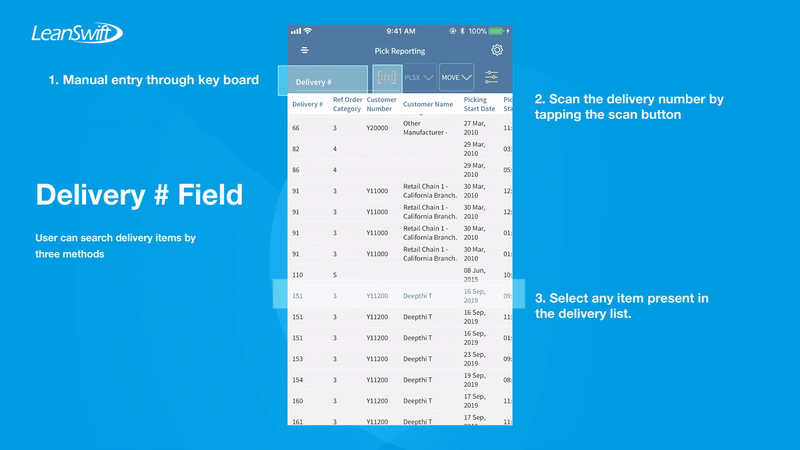 LeanSwift
1. Manual entry through key board
Delivery # Field
User can search delivery items by
three methods
9:41 AM
100%
Pick Reporting
Delivery #
PLSX
MOVE
Delivery # Ref Order Category Customer Number Customer Name Picking Start Date
66 3 Y20000 Other Manufacturer - 27 Mar, 2010 11:
82 4 29 Mar, 2010 03:
86 4 29 Mar, 2010 05:
91 3 Y11000 Retail Chain 1 - California Branch. 30 Mar, 2010 12:
91 3 Y11000 Retail Chain 1 - California Branch. 30 Mar, 2010 12:
91 3 Y11000 Retail Chain 1 - California Branch. 30 Mar, 2010 01:
91 3 Y11000 Retail Chain 1 - California Branch. 30 Mar, 2010 01:
110 5 08 Jun, 2015 10:
151 3 Y11200 Deepthi T 16 Sep, 2019 09:
151 3 Y11200 Deepthi T 16 Sep, 2019 11:
151 3 Y11200 Deepthi T 16 Sep, 2019 01:
153 3 Y11200 Deepthi T 23 Sep, 2019 09:
154 3 Y11200 Deepthi T 19 Sep, 2019 08:
160 3 Y11200 Deepthi T 17 Sep, 2019 11:
161 3 Y11200 Deepthi T 17 Sep, 11:
2. Scan the delivery number by
tapping the scan button
3. Select any item present in
the delivery list.